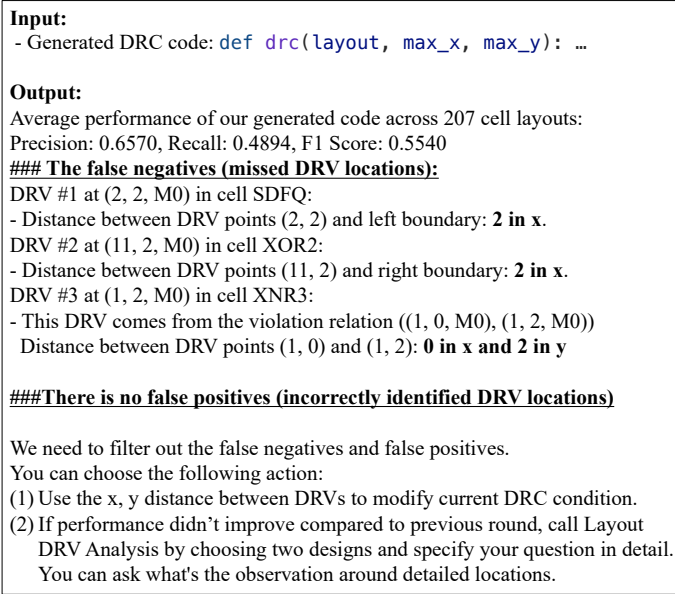 Input:
- Generated DRC code: def drc(layout, max_x, max_y): …
Output:
Average performance of our generated code across 207 cell layouts:
Precision: 0.6570, Recall: 0.4894, F1 Score: 0.5540
### The false negatives (missed DRV locations):
DRV #1 at (2, 2, M0) in cell SDFQ:
- Distance between DRV points (2, 2) and left boundary: 2 in x.
DRV #2 at (11, 2, M0) in cell XOR2:
- Distance between DRV points (11, 2) and right boundary: 2 in x.
DRV #3 at (1, 2, M0) in cell XNR3:
- This DRV comes from the violation relation ((1, 0, M0), (1, 2, M0))
Distance between DRV points (1, 0) and (1, 2): 0 in x and 2 in y
###There is no false positives (incorrectly identified DRV locations)
We need to filter out the false negatives and false positives.
You can choose the following action:
(1) Use the x, y distance between DRVs to modify current DRC condition.
(2) If performance didn't improve compared to previous round, call Layout
DRV Analysis by choosing two designs and specify your question in detail.
You can ask what's the observation around detailed locations.